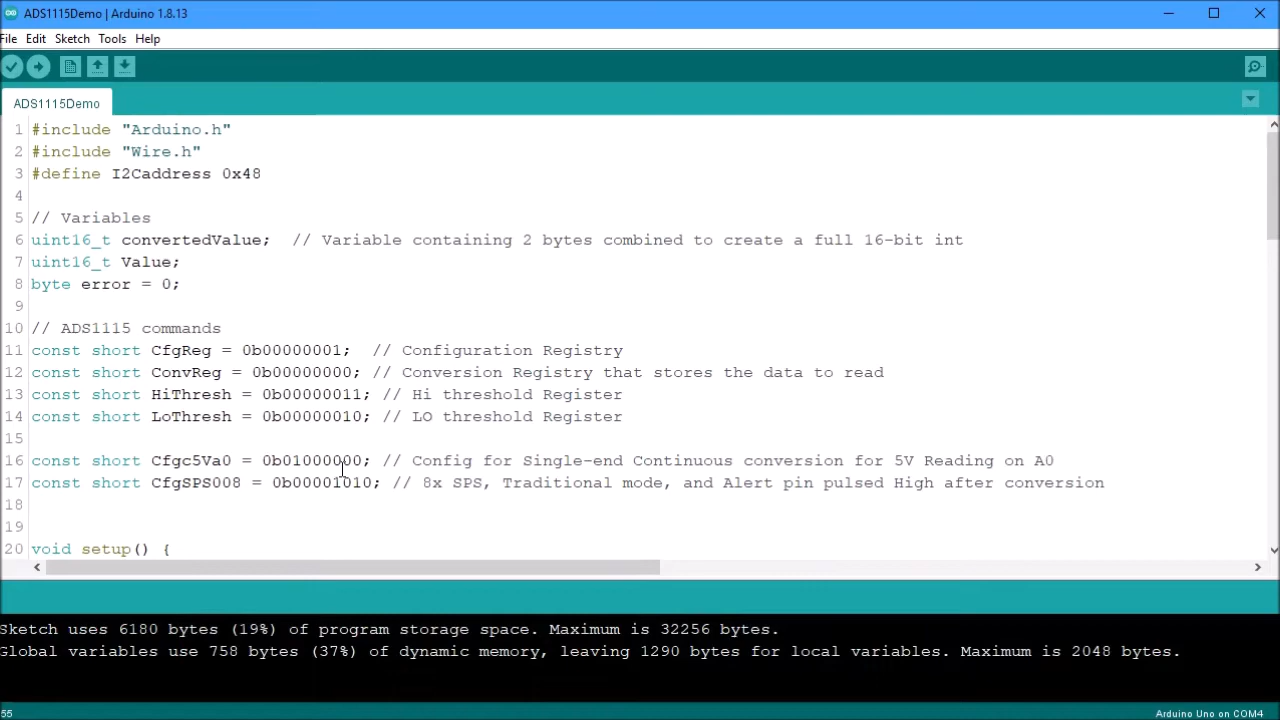 ADS1115Demo | Arduino 1.8.13
File Edit Sketch Tools Help
ADS1115Demo
1 #include "Arduino.h"
2 #include "Wire.h"
3 #define I2Caddress 0x48
4
5 // Variables
6 uint16_t convertedValue;  // Variable containing 2 bytes combined to create a full 16-bit int
7 uint16_t Value;
8 byte error = 0;
9
10 // ADS1115 commands
11 const short CfgReg = 0b00000001;  // Configuration Registry
12 const short ConvReg = 0b00000000; // Conversion Registry that stores the data to read
13 const short HiThresh = 0b00000011; // Hi threshold Register
14 const short LoThresh = 0b00000010; // LO threshold Register
15
16 const short Cfgc5Va0 = 0b01000000; // Config for Single-end Continuous conversion for 5V Reading on A0
17 const short CfgSPS008 = 0b00001010; // 8x SPS, Traditional mode, and Alert pin pulsed High after conversion
18
19
20 void setup() {
Sketch uses 6180 bytes (19%) of program storage space. Maximum is 32256 bytes.
Global variables use 758 bytes (37%) of dynamic memory, leaving 1290 bytes for local variables. Maximum is 2048 bytes.
55 Arduino Uno on COM4